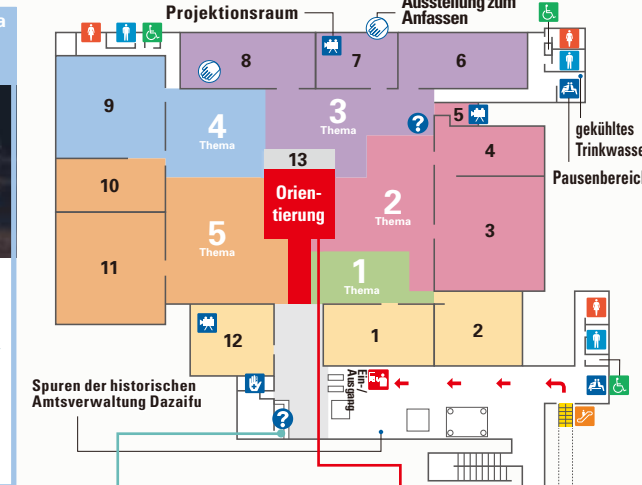 a
Projektionsraum
Ausstellung zum
Anfassen
8
7
6
9
4
Thema
3
Thema
?
5
gekühltes
Trinkwasse
Pausenbereich
4
13
10
Orien-
tierung
2
Thema
3
5
Thema
11
1
Thema
12
1
2
Ein-/
Ausgang
Spuren der historischen
Amtsverwaltung Dazaifu
?